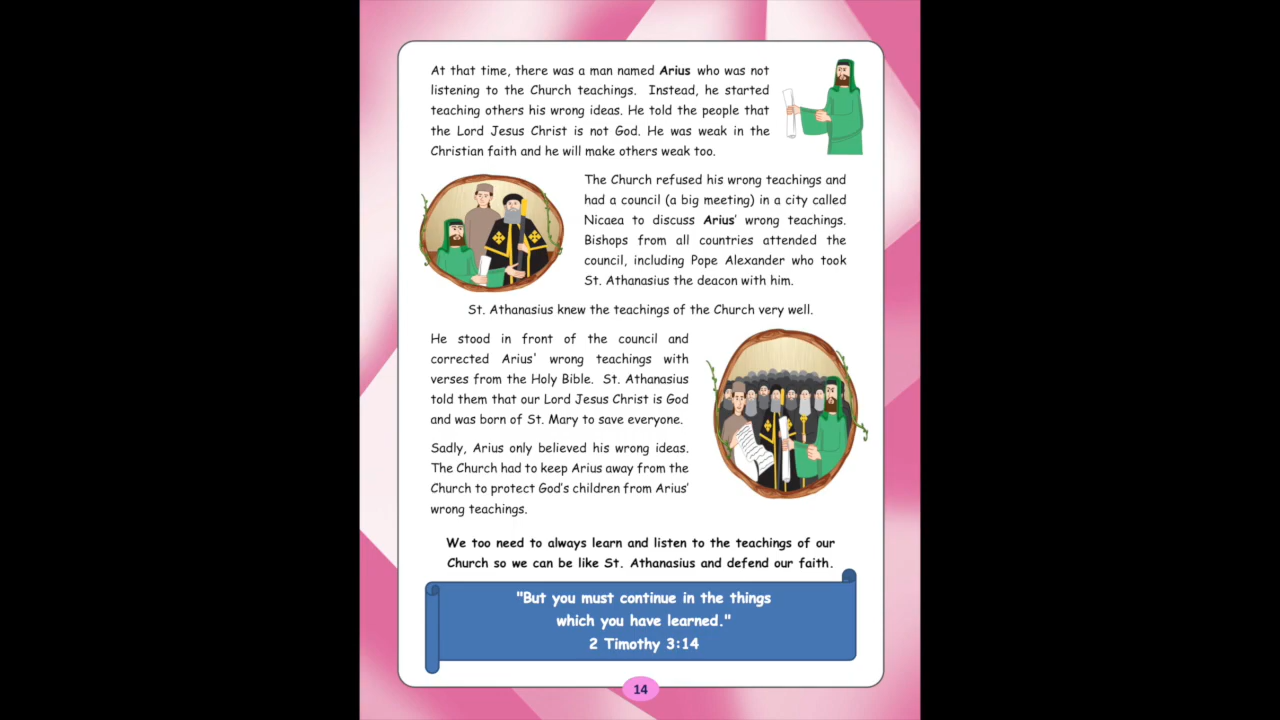 At that time, there was a man named Arius who was not
listening to the Church teachings. Instead, he started
teaching others his wrong ideas. He told the people that
the Lord Jesus Christ is not God. He was weak in the
Christian faith and he will make others weak too.
The Church refused his wrong teachings and
had a council (a big meeting) in a city called
Nicaea to discuss Arius' wrong teachings.
Bishops from all countries attended the
council, including Pope Alexander who took
St. Athanasius the deacon with him.
St. Athanasius knew the teachings of the Church very well.
He stood in front of the council and
corrected Arius' wrong teachings with
verses from the Holy Bible. St. Athanasius
told them that our Lord Jesus Christ is God
and was born of St. Mary to save everyone.
Sadly, Arius only believed his wrong ideas.
The Church had to keep Arius away from the
Church to protect God's children from Arius'
wrong teachings.
We too need to always learn and listen to the teachings of our
Church so we can be like St. Athanasius and defend our faith.
"But you must continue in the things
which you have learned."
2 Timothy 3:14
14